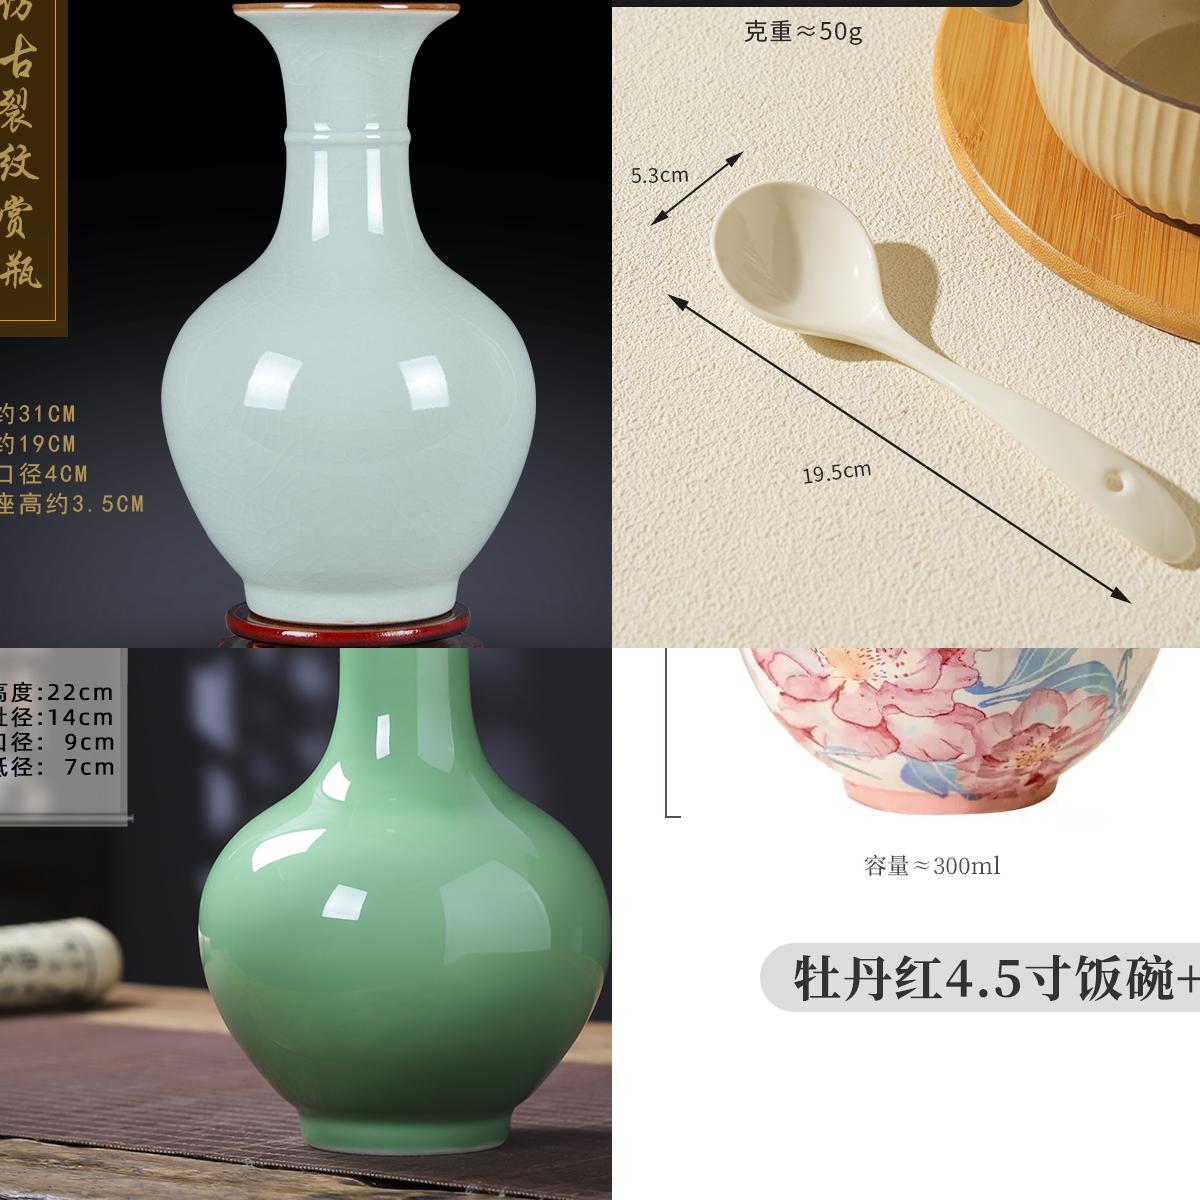 古
裂
纹
赏
瓶
约31CM
约19CM
口径4CM
座高约3.5CM
克重≈50g
5.3cm
19.5cm
高度:22cm
肚径:14cm
口径: 9cm
底径: 7cm
容量≈300ml
牡丹红4.5寸饭碗+